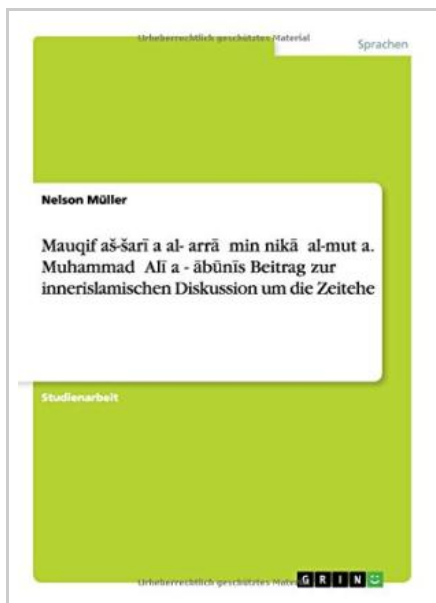 Urheberrechtlich geschütztes Material
Sprachen
Nelson Müller
Mauqif aš-šarī a al- arrā  min nikā  al-mut a.
Muhammad  Alī a - ābūnīs Beitrag zur
innerislamischen Diskussion um die Zeitehe
Studienarbeit
Urheberrechtlich geschütztes Mate
GRIN